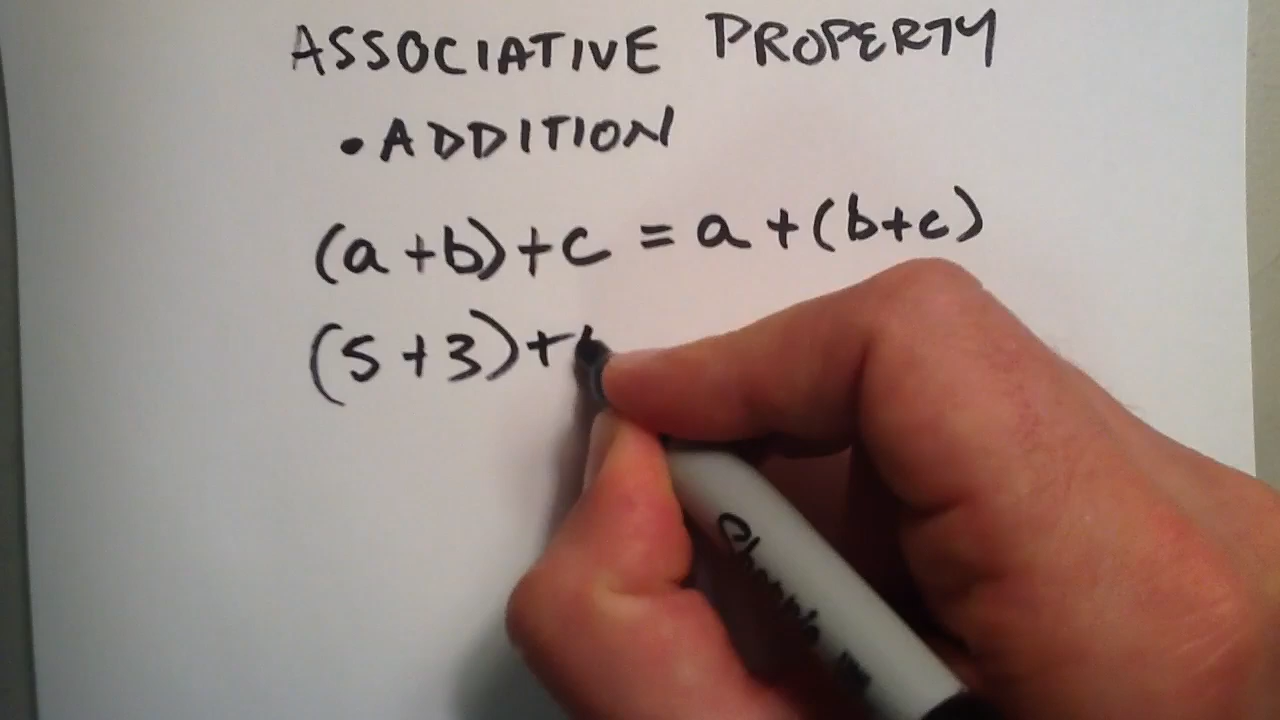 ASSOCIATIVE PROPERTY
• ADDITION
(a+b)+c = a+(b+c)
(5+3)+